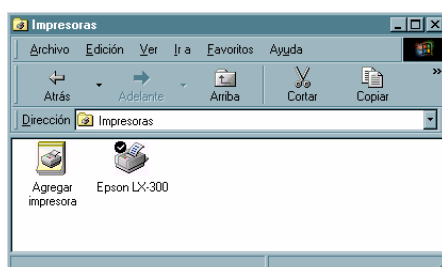 Impresoras
Archivo Edición Ver Ir a Favoritos Ayuda
Atrás Adelante Arriba Cortar Copiar »
Dirección Impresoras
Agregar impresora
Epson LX-300